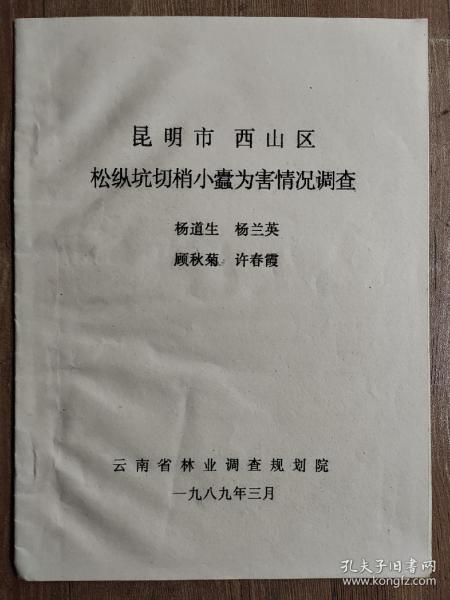 昆明市 西山区
松纵坑切梢小蠹为害情况调查
杨道生 杨兰英
顾秋菊 许春霞
云南省林业调查规划院
一九八九年三月
孔夫子旧书网
www.kongfz.com